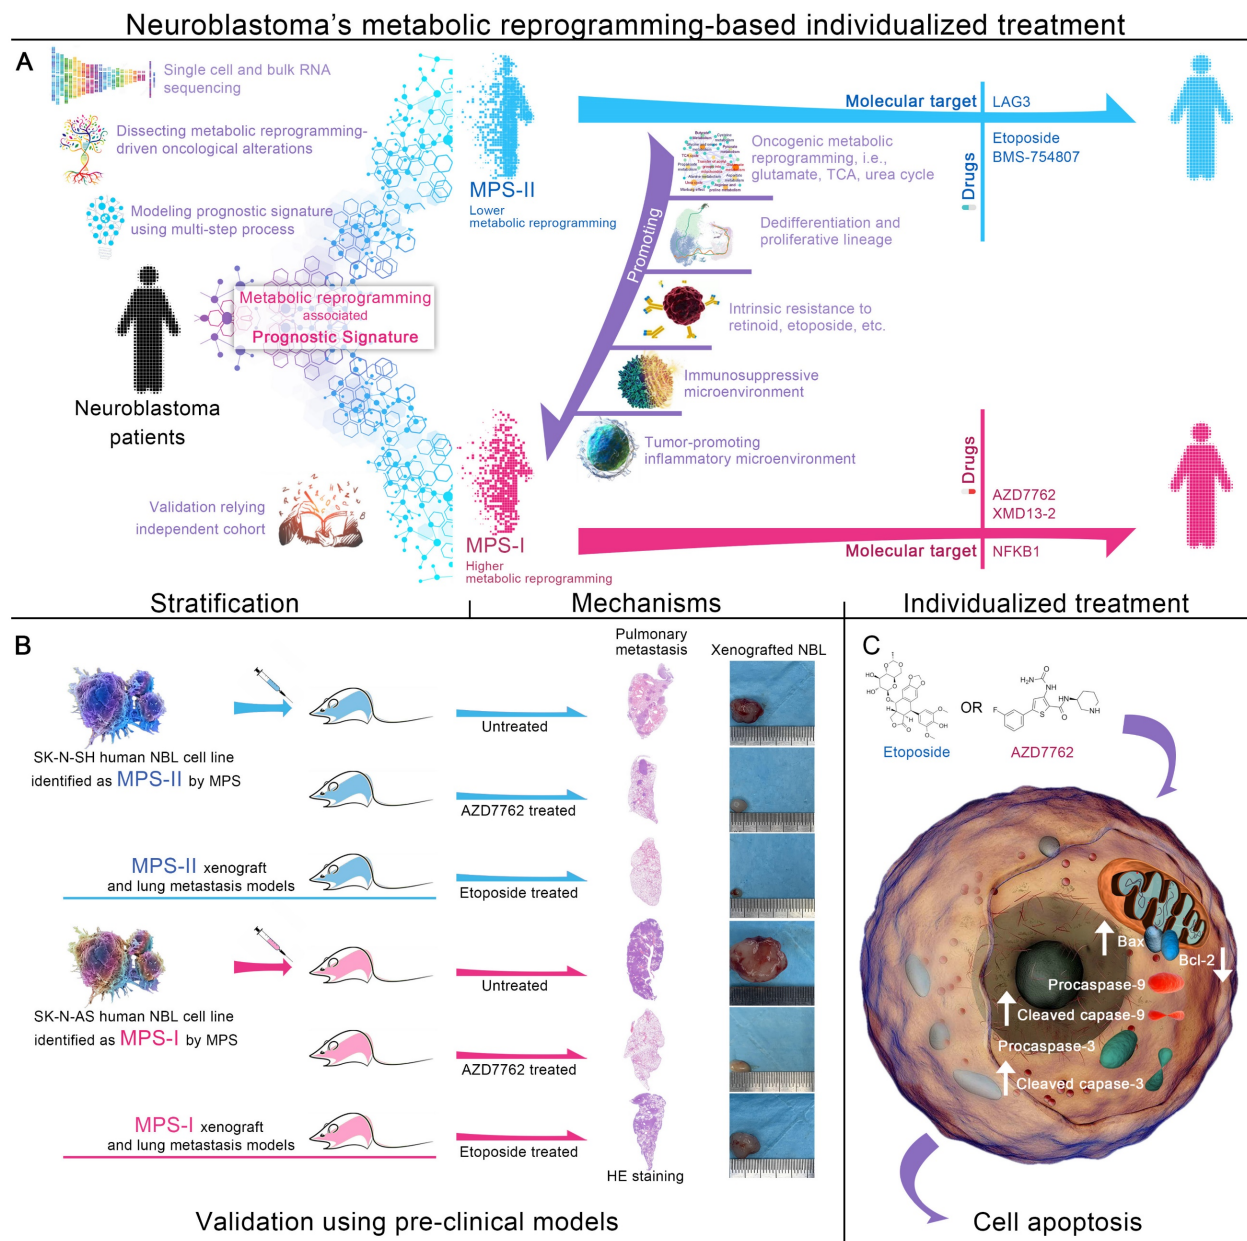 Neuroblastoma's metabolic reprogramming-based individualized treatment
A
Single cell and bulk RNA
sequencing
Dissecting metabolic reprogramming-
driven oncological alterations
Modeling prognostic signature
using multi-step process
Metabolic reprogramming
associated
Prognostic Signature
Neuroblastoma
patients
Validation relying
independent cohort
MPS-II
Lower
metabolic reprogramming
MPS-I
Higher
metabolic reprogramming
Promoting
Oncogenic metabolic
reprogramming, i.e.,
glutamate, TCA, urea cycle
Dedifferentiation and
proliferative lineage
Intrinsic resistance to
retinoid, etoposide, etc.
Immunosuppressive
microenvironment
Tumor-promoting
inflammatory microenvironment
Molecular target
LAG3
Drugs
Etoposide
BMS-754807
Drugs
AZD7762
XMD13-2
Molecular target
NFKB1
Stratification
Mechanisms
Individualized treatment
B
Pulmonary
metastasis
Xenografted NBL
SK-N-SH human NBL cell line
identified as MPS-II by MPS
Untreated
AZD7762 treated
MPS-II xenograft
and lung metastasis models
Etoposide treated
SK-N-AS human NBL cell line
identified as MPS-I by MPS
Untreated
AZD7762 treated
MPS-I xenograft
and lung metastasis models
Etoposide treated
HE staining
Validation using pre-clinical models
C
OR
Etoposide
AZD7762
Bax
Bcl-2
Procaspase-9
Cleaved capase-9
Procaspase-3
Cleaved capase-3
Cell apoptosis